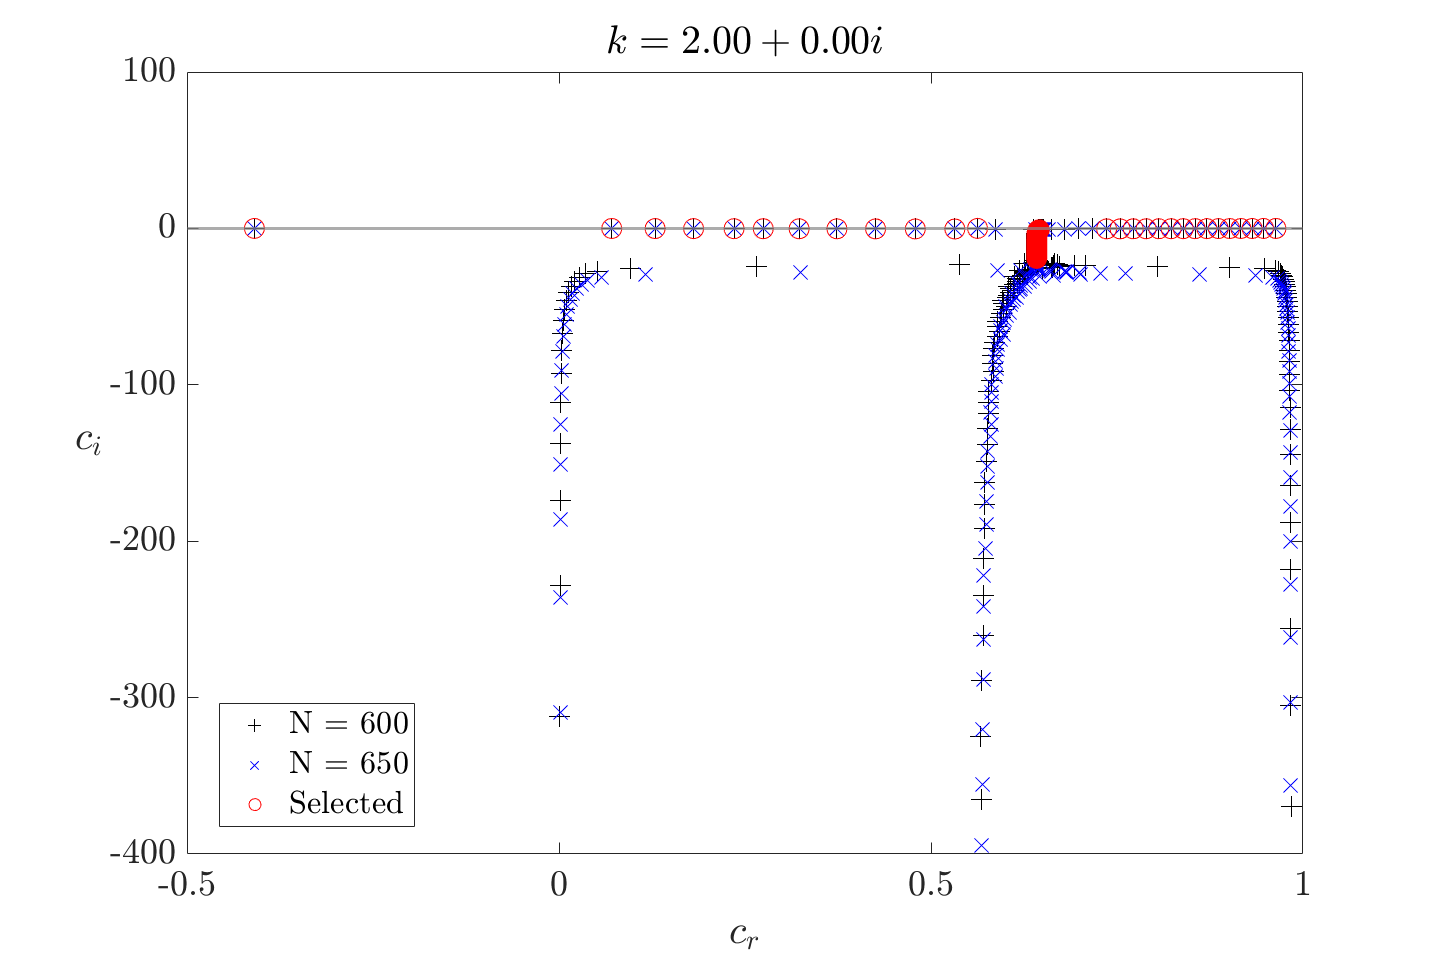 k = 2.00 + 0.00i
100
0
-100
-200
-300
-400
c_i
-0.5
0
0.5
1
c_r
N = 600
N = 650
Selected